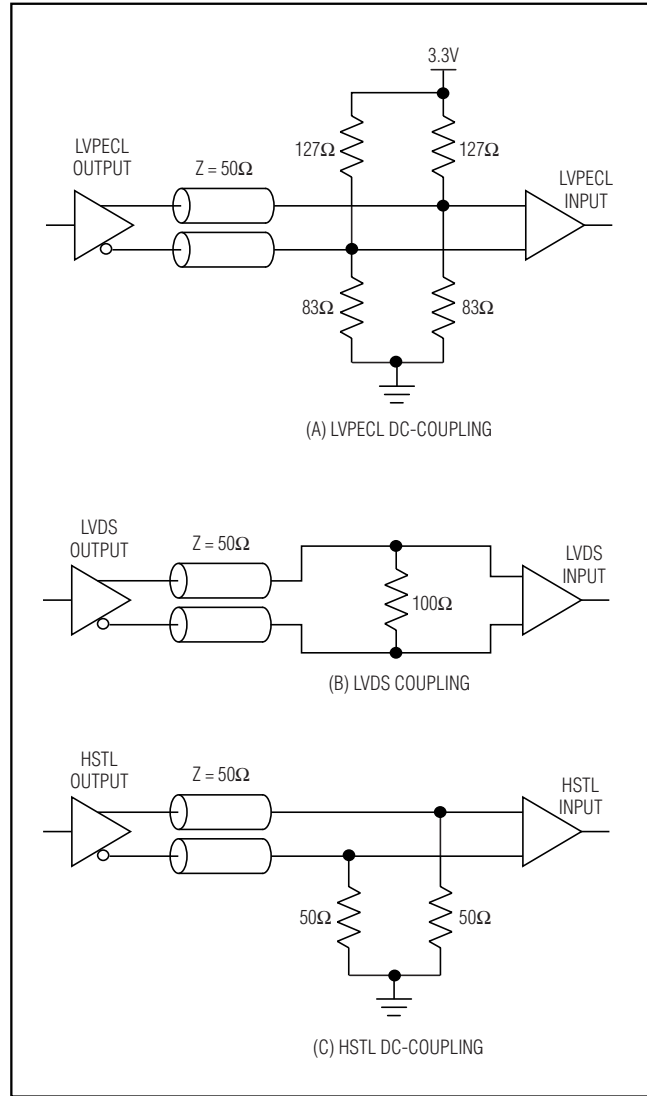 3.3V
LVPECL
OUTPUT
Z = 50Ω
127Ω
127Ω
LVPECL
INPUT
83Ω
83Ω
(A) LVPECL DC-COUPLING
LVDS
OUTPUT
Z = 50Ω
LVDS
INPUT
100Ω
(B) LVDS COUPLING
HSTL
OUTPUT
Z = 50Ω
HSTL
INPUT
50Ω
50Ω
(C) HSTL DC-COUPLING